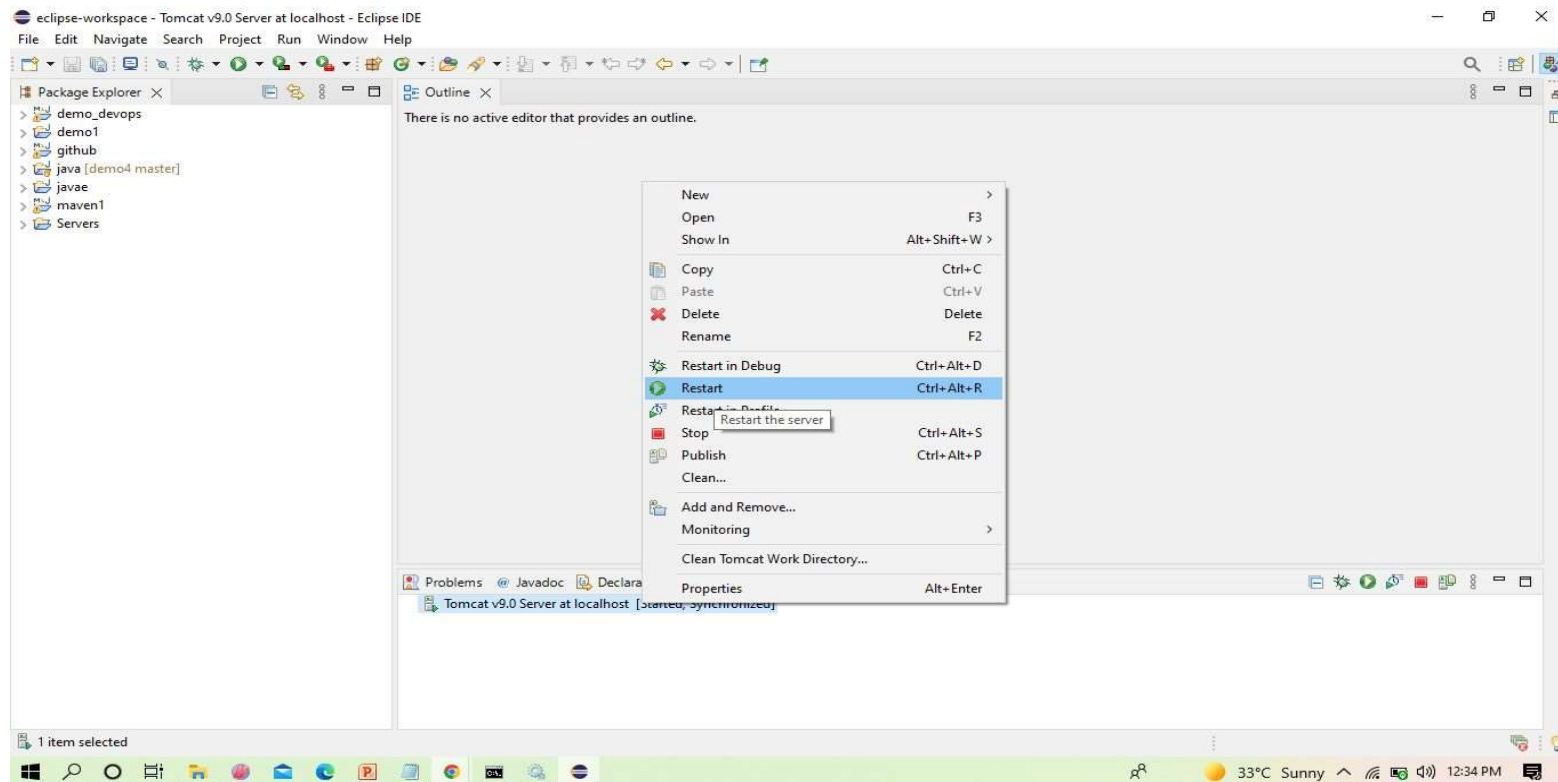 eclipse-workspace - Tomcat v9.0 Server at localhost - Eclipse IDE
File Edit Navigate Search Project Run Window Help
Package Explorer
demo_devops
demo1
github
java [demo4 master]
javae
maven1
Servers
Outline
There is no active editor that provides an outline.
New
Open F3
Show In Alt+Shift+W >
Copy Ctrl+C
Paste Ctrl+V
Delete Delete
Rename F2
Restart in Debug Ctrl+Alt+D
Restart Ctrl+Alt+R
Restart in Profile
Restart the server
Stop Ctrl+Alt+S
Publish Ctrl+Alt+P
Clean...
Add and Remove...
Monitoring >
Clean Tomcat Work Directory...
Properties Alt+Enter
Problems @ Javadoc Declara
Tomcat v9.0 Server at localhost [Started, Synchronized]
1 item selected
33°C Sunny 12:34 PM